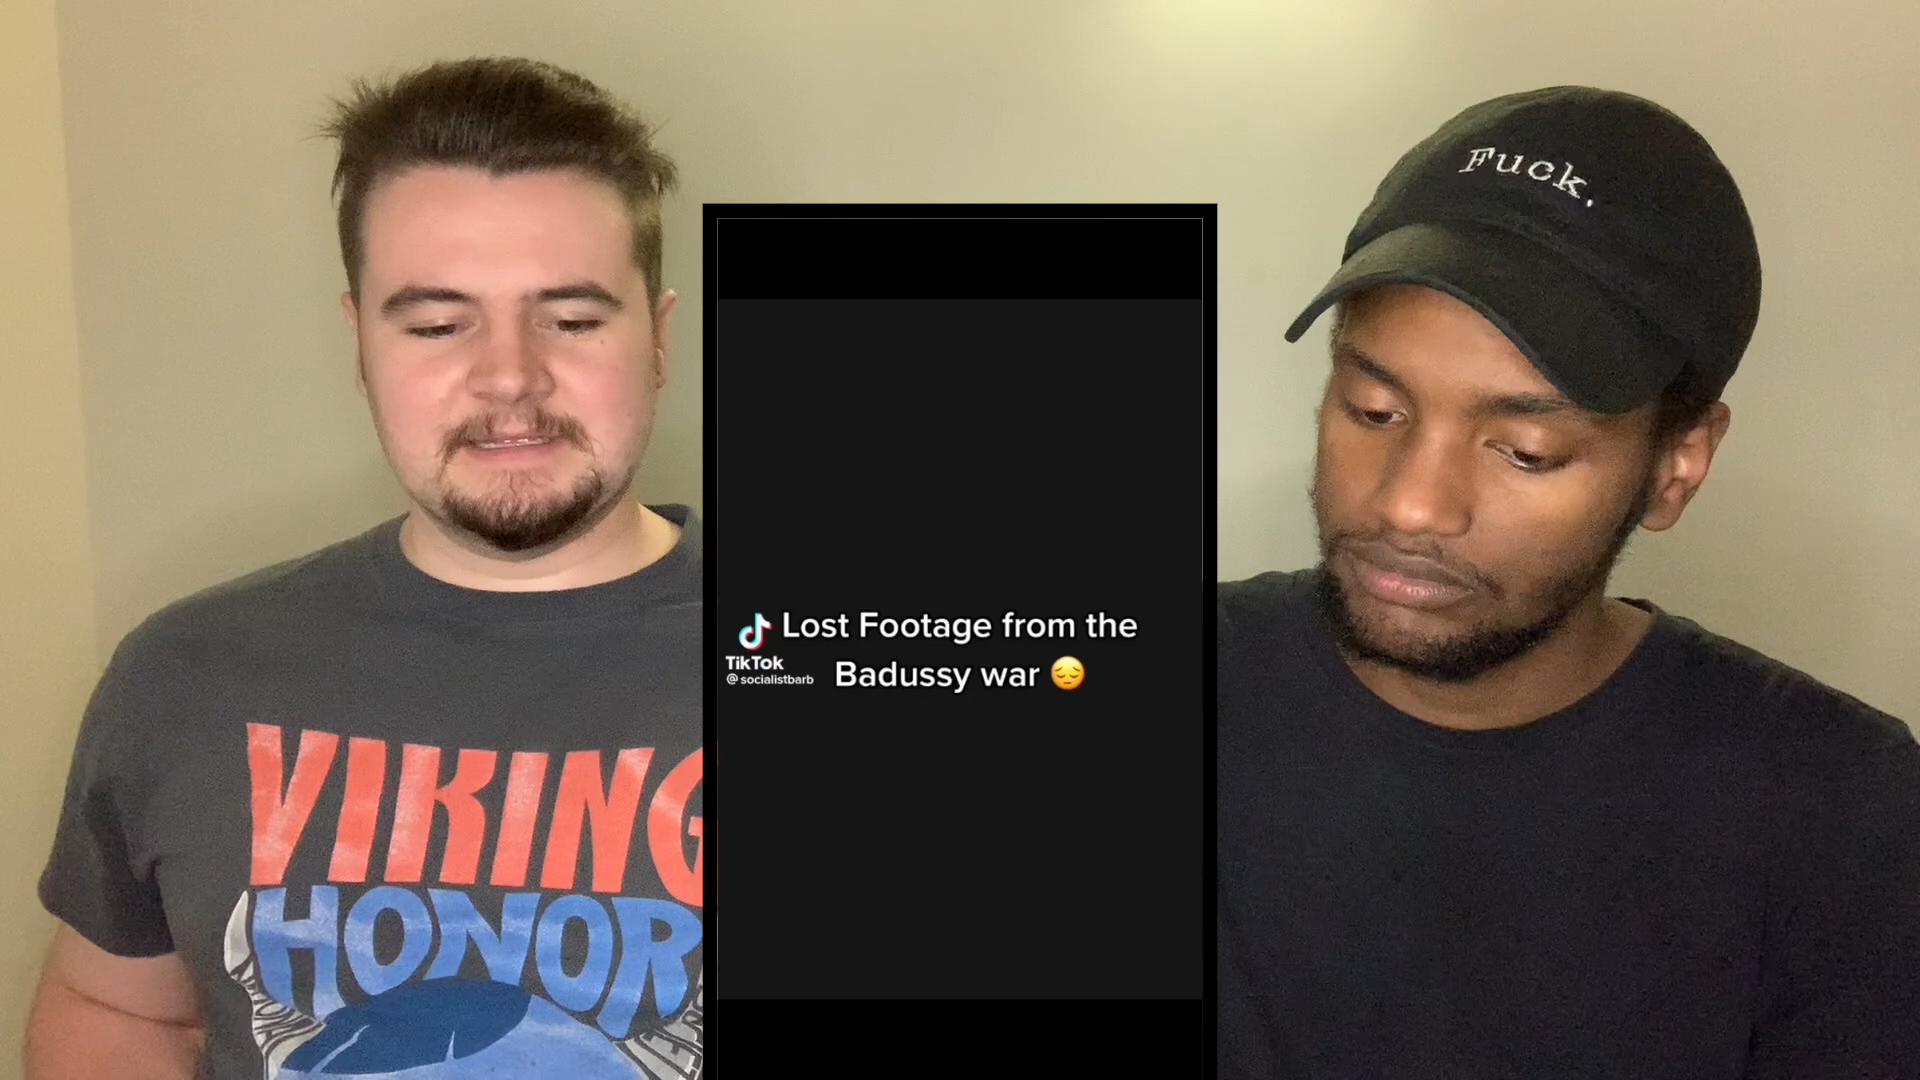 Fuck.
Lost Footage from the
Badussy war 😔
TikTok
@socialistbarb
VIKING
HONOR